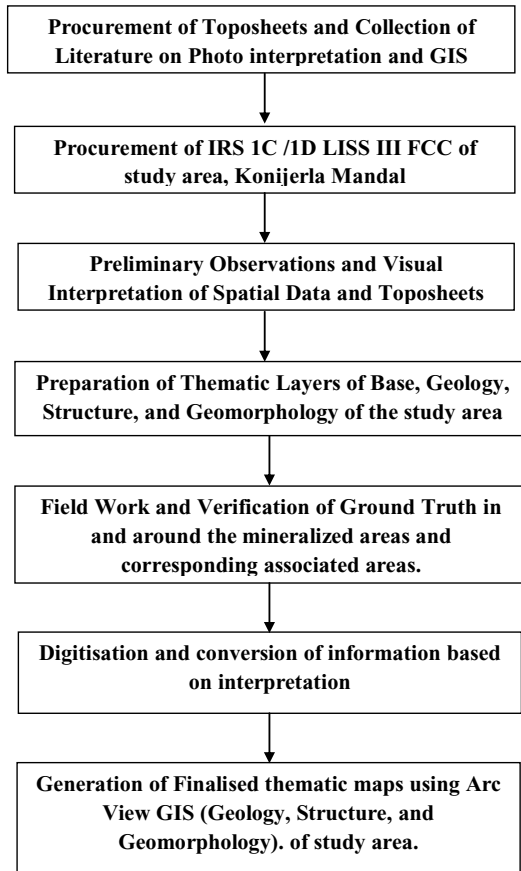 Procurement of Toposheets and Collection of
Literature on Photo interpretation and GIS
Procurement of IRS 1C /1D LISS III FCC of
study area, Konijerla Mandal
Preliminary Observations and Visual
Interpretation of Spatial Data and Toposheets
Preparation of Thematic Layers of Base, Geology,
Structure, and Geomorphology of the study area
Field Work and Verification of Ground Truth in
and around the mineralized areas and
corresponding associated areas.
Digitisation and conversion of information based
on interpretation
Generation of Finalised thematic maps using Arc
View GIS (Geology, Structure, and
Geomorphology). of study area.